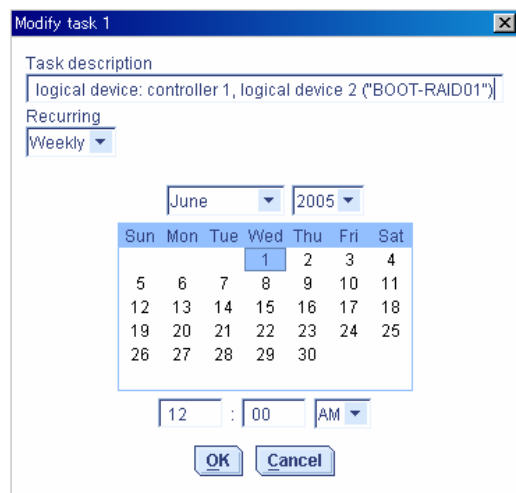 Modify task 1
Task description
logical device: controller 1, logical device 2 ("BOOT-RAID01")
Recurring
Weekly
June 2005
Sun Mon Tue Wed Thu Fri Sat
1 2 3 4
5 6 7 8 9 10 11
12 13 14 15 16 17 18
19 20 21 22 23 24 25
26 27 28 29 30
12 : 00 AM
OK Cancel